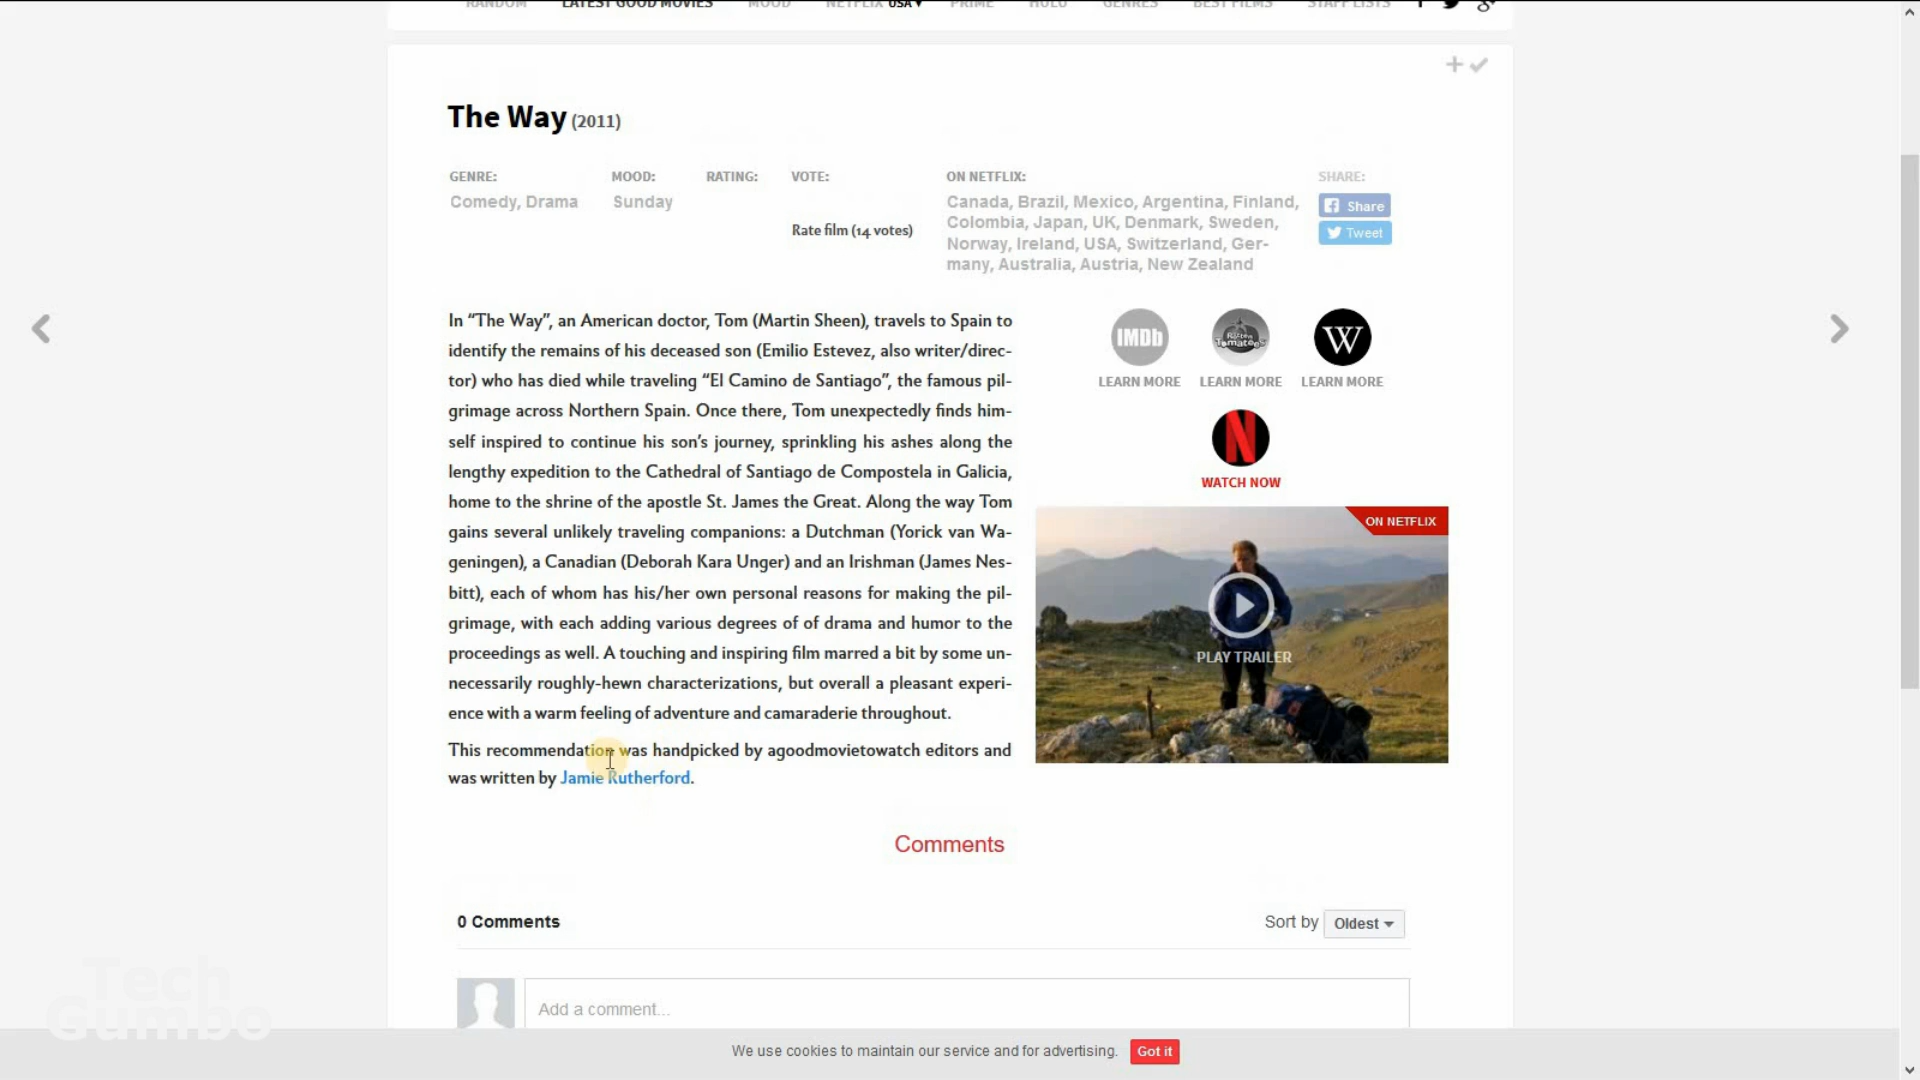 RANDOM LATEST GOOD MOVIES MOOD NETFLIX USA PRIME HULU GENRES BEST FILMS STAFF LISTS
The Way (2011)
GENRE: MOOD: RATING: VOTE: ON NETFLIX: SHARE:
Comedy, Drama Sunday Canada, Brazil, Mexico, Argentina, Finland, Share
Colombia, Japan, UK, Denmark, Sweden,
Rate film (14 votes) Tweet
Norway, Ireland, USA, Switzerland, Ger-
many, Australia, Austria, New Zealand
In “The Way”, an American doctor, Tom (Martin Sheen), travels to Spain to
identify the remains of his deceased son (Emilio Estevez, also writer/direc-
tor) who has died while traveling “El Camino de Santiago”, the famous pil-
grimage across Northern Spain. Once there, Tom unexpectedly finds him-
self inspired to continue his son’s journey, sprinkling his ashes along the
lengthy expedition to the Cathedral of Santiago de Compostela in Galicia,
home to the shrine of the apostle St. James the Great. Along the way Tom
gains several unlikely traveling companions: a Dutchman (Yorick van Wa-
geningen), a Canadian (Deborah Kara Unger) and an Irishman (James Nes-
bitt), each of whom has his/her own personal reasons for making the pil-
grimage, with each adding various degrees of of drama and humor to the
proceedings as well. A touching and inspiring film marred a bit by some un-
necessarily roughly-hewn characterizations, but overall a pleasant experi-
ence with a warm feeling of adventure and camaraderie throughout.
This recommendation was handpicked by agoodmovietowatch editors and
was written by Jamie Rutherford.
IMDb Rotten Tomatoes W
LEARN MORE LEARN MORE LEARN MORE
N
WATCH NOW
ON NETFLIX
PLAY TRAILER
Comments
0 Comments Sort by Oldest
Add a comment...
Tech
Gumbo
We use cookies to maintain our service and for advertising. Got it